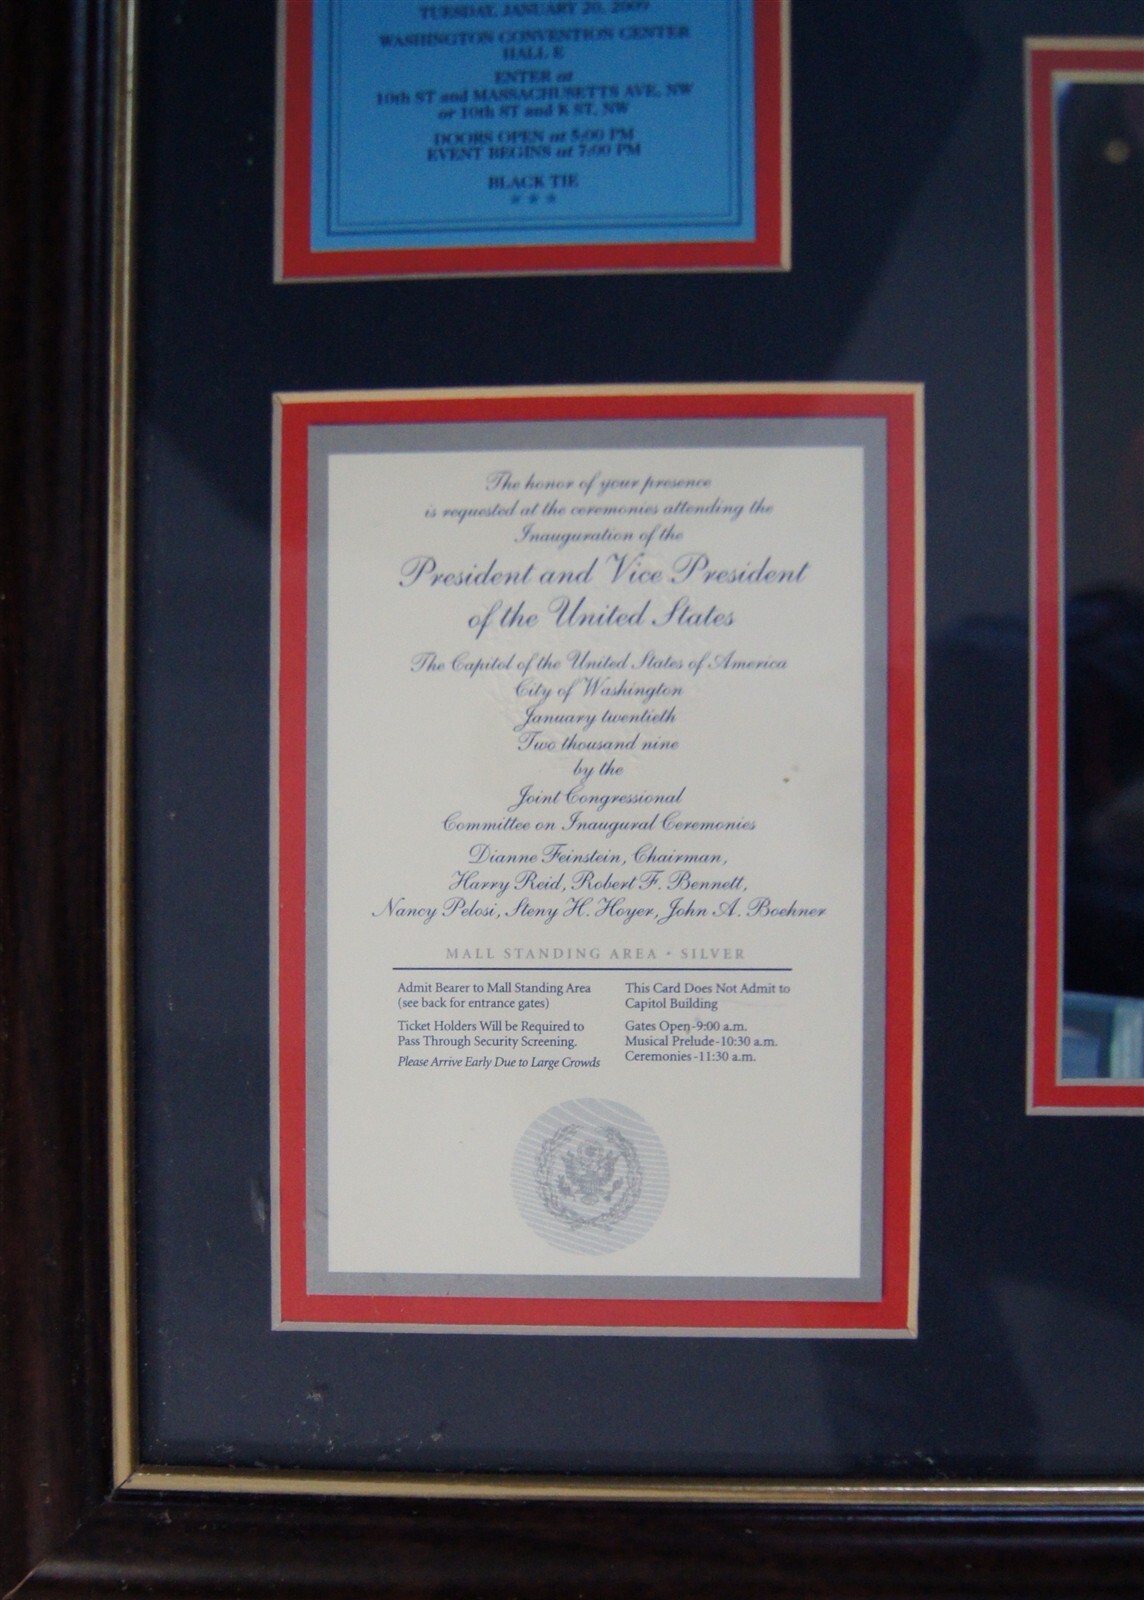 TUESDAY, JANUARY 20, 2009
WASHINGTON CONVENTION CENTER
HALL E
ENTER at
10th ST and MASSACHUSETTS AVE, NW
or 10th ST and K ST, NW
DOORS OPEN at 5:00 PM
EVENT BEGINS at 7:00 PM
BLACK TIE
The honor of your presence
is requested at the ceremonies attending the
Inauguration of the
President and Vice President
of the United States
The Capitol of the United States of America
City of Washington
January twentieth
Two thousand nine
by the
Joint Congressional
Committee on Inaugural Ceremonies
Dianne Feinstein, Chairman,
Harry Reid, Robert F. Bennett,
Nancy Pelosi, Steny H. Hoyer, John A. Boehner
MALL STANDING AREA • SILVER
Admit Bearer to Mall Standing Area
(see back for entrance gates)
Ticket Holders Will be Required to
Pass Through Security Screening.
Please Arrive Early Due to Large Crowds
This Card Does Not Admit to
Capitol Building
Gates Open-9:00 a.m.
Musical Prelude-10:30 a.m.
Ceremonies-11:30 a.m.